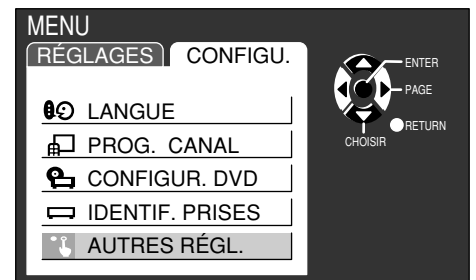 MENU
RÉGLAGES CONFIGU.
LANGUE
PROG. CANAL
CONFIGUR. DVD
IDENTIF. PRISES
AUTRES RÉGL.
ENTER
PAGE
RETURN
CHOISIR